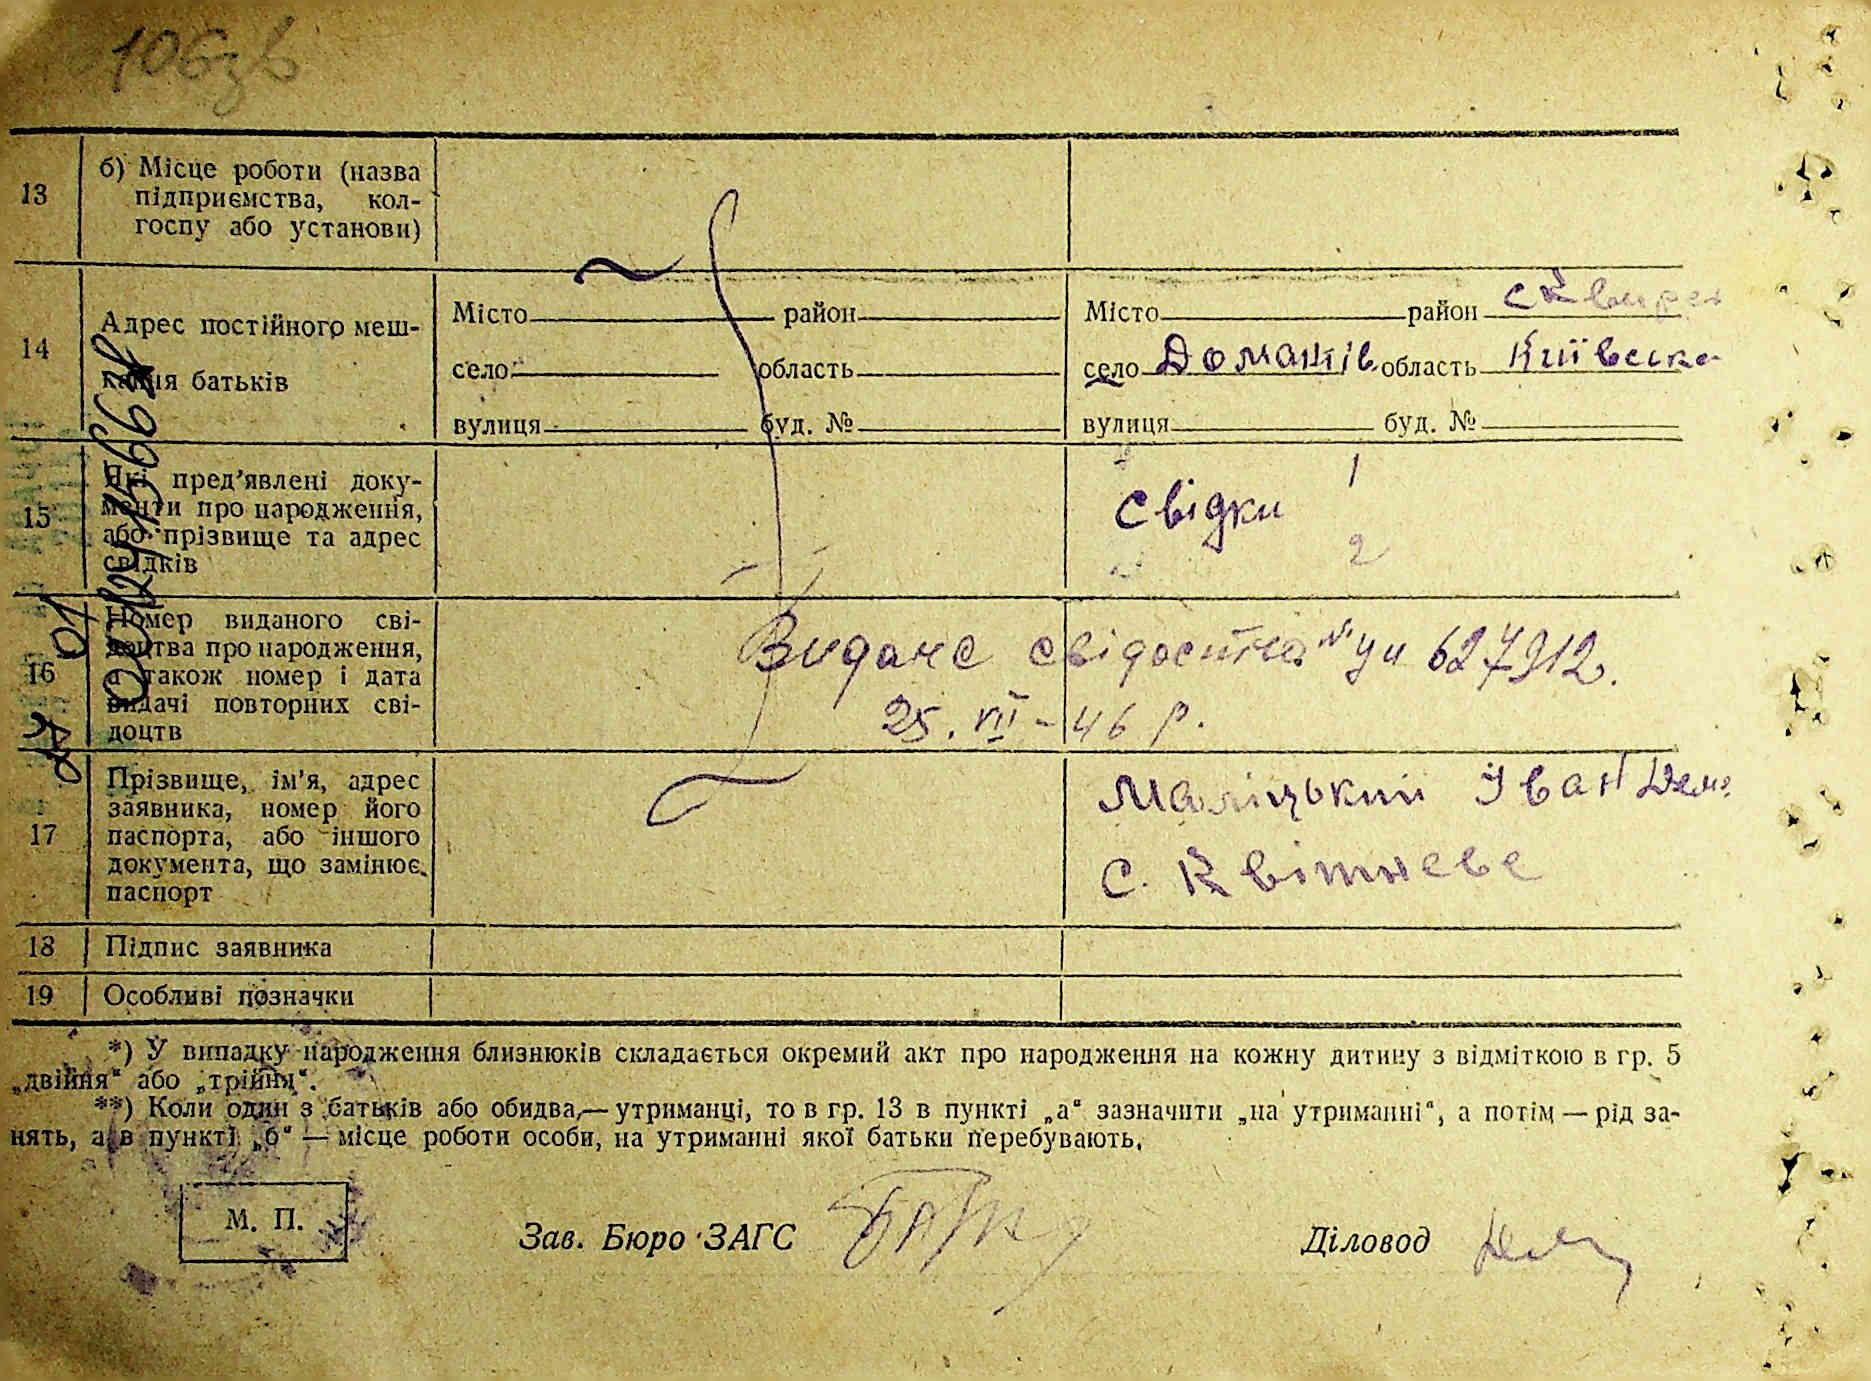 106зв
13 б) Місце роботи (назва
підприємства, кол-
госпу або установи)
14 Адрес постійного меш-
кання батьків
Місто район
село область
вулиця буд. №
Місто район Сквирск
село Домантів область Київська
вулиця буд. №
15 Які пред'явлені доку-
менти про народження,
або прізвище та адрес
свідків
Свідки 1
2
16 Номер виданого сві-
доцтва про народження,
а також номер і дата
видачі повторних сві-
доцтв
Видане свідоцтво № 627912.
25. VII - 46 р.
17 Прізвище, ім'я, адрес
заявника, номер його
паспорта, або іншого
документа, що замінює
паспорт
Маліцький Іван
с. Квітневе
18 Підпис заявника
19 Особливі позначки
*) У випадку народження близнюків складається окремий акт про народження на кожну дитину з відміткою в гр. 5
„двійня" або „трійня".
**) Коли один з батьків або обидва,— утриманці, то в гр. 13 в пункті „а" зазначити „на утриманні", а потім — рід за-
нять, а в пункті „б" — місце роботи особи, на утриманні якої батьки перебувають.
М. П.
Зав. Бюро ЗАГС
Діловод